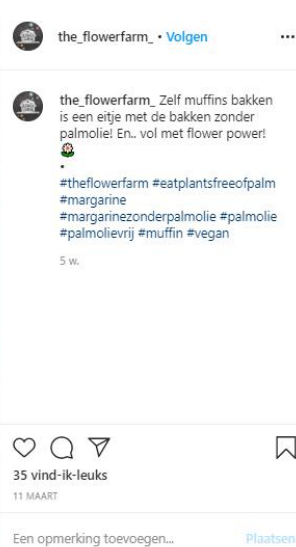 the_flowerfarm_ • Volgen
the_flowerfarm_ Zelf muffins bakken
is een eitje met de bakken zonder
palmolie! En.. vol met flower power!
🌷
•
#theflowerfarm #eatplantsfreeofpalm
#margarine
#margarinezonderpalmolie #palmolie
#palmolievrij #muffin #vegan
5 w.
35 vind-ik-leuks
11 MAART
Een opmerking toevoegen...
Plaatsen